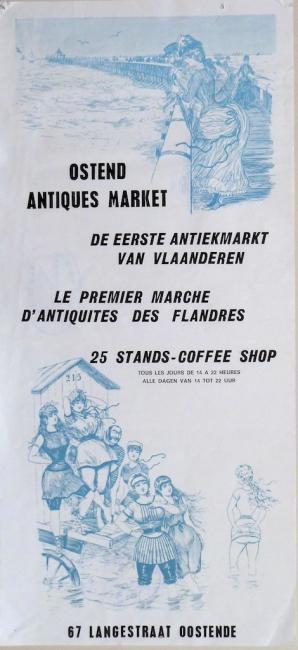 OSTEND
ANTIQUES MARKET
DE EERSTE ANTIEKMARKT
VAN VLAANDEREN
LE PREMIER MARCHE
D'ANTIQUITES DES FLANDRES
25 STANDS-COFFEE SHOP
TOUS LES JOURS DE 14 A 22 HEURES
ALLE DAGEN VAN 14 TOT 22 UUR
215
67 LANGESTRAAT OOSTENDE